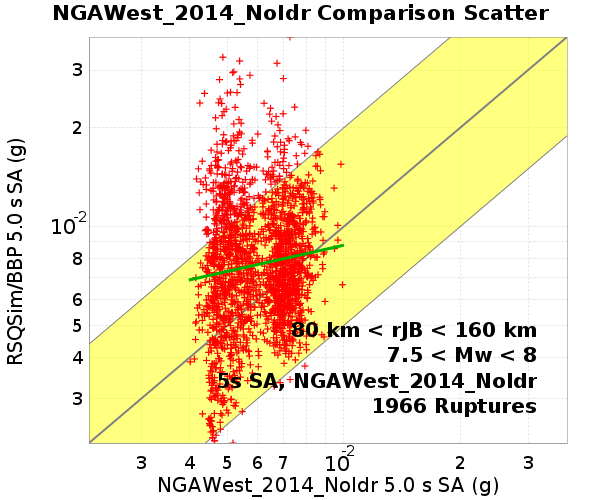 NGAWest_2014_NoIdr Comparison Scatter
RSQSim/BBP 5.0 s SA (g)
3
2
10^-2
8
6
5
4
3
80 km < rJB < 160 km
7.5 < Mw < 8
5s SA, NGAWest_2014_NoIdr
1966 Ruptures
3 4 5 6 7 10^-2 2 3
NGAWest_2014_NoIdr 5.0 s SA (g)